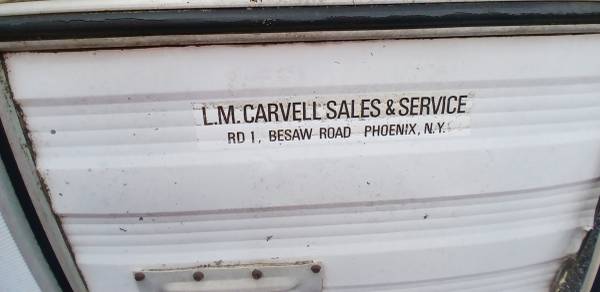 L.M. CARVELL SALES & SERVICE
RD 1, BESAW ROAD PHOENIX, N.Y.